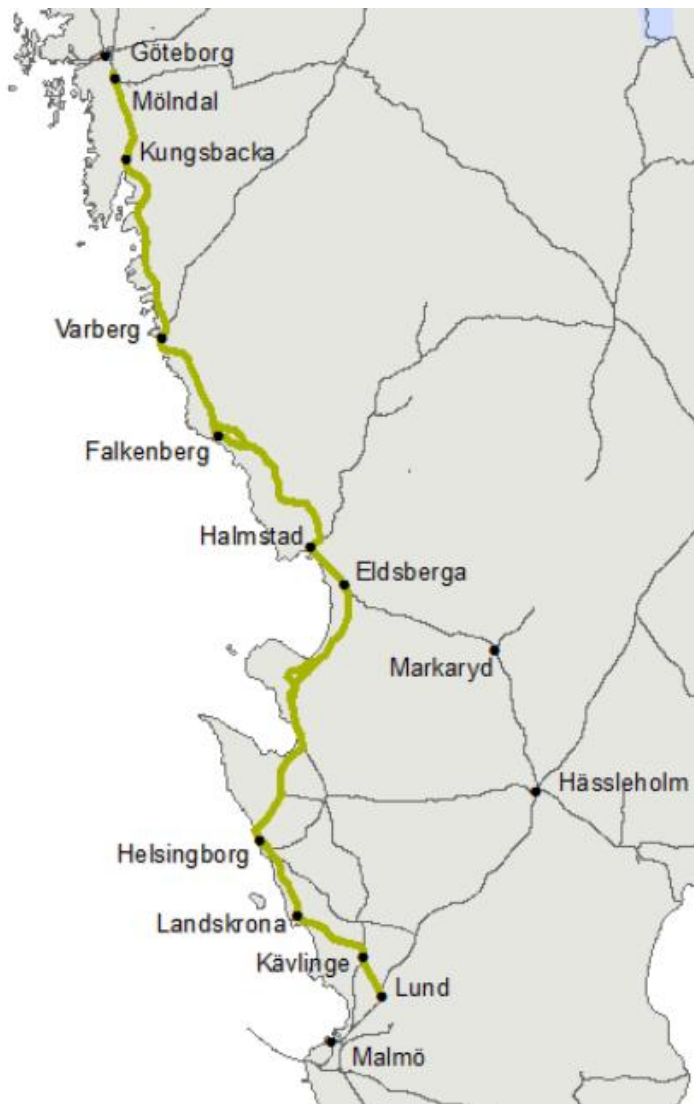 Göteborg
Mölndal
Kungsbacka
Varberg
Falkenberg
Halmstad
Eldsberga
Markaryd
Hässleholm
Helsingborg
Landskrona
Kävlinge
Lund
Malmö